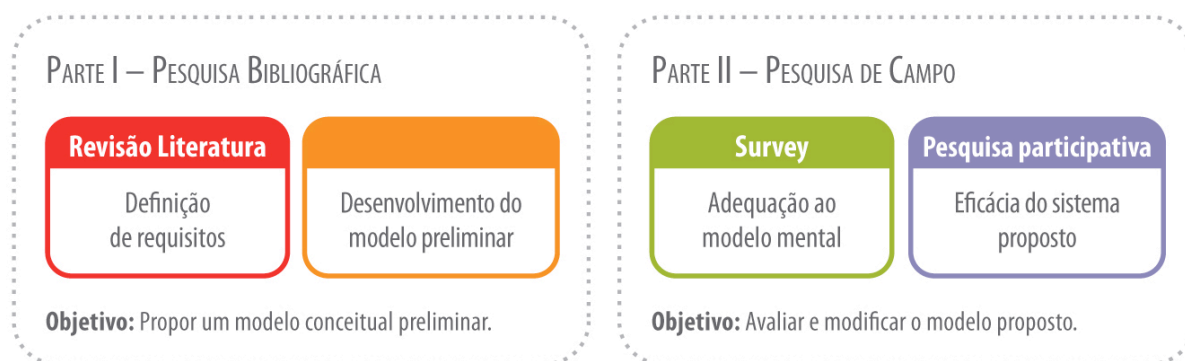 Parte I – Pesquisa Bibliográfica
Revisão Literatura
Definição
de requisitos
Desenvolvimento do
modelo preliminar
Objetivo: Propor um modelo conceitual preliminar.
Parte II – Pesquisa de Campo
Survey
Adequação ao
modelo mental
Pesquisa participativa
Eficácia do sistema
proposto
Objetivo: Avaliar e modificar o modelo proposto.